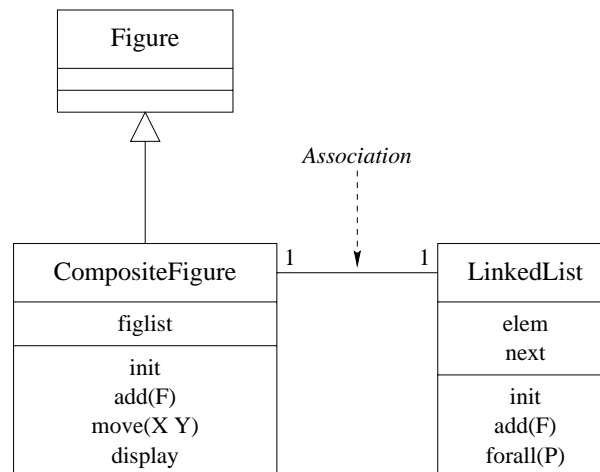 Figure
Association
CompositeFigure
figlist
init
add(F)
move(X Y)
display
1
1
LinkedList
elem
next
init
add(F)
forall(P)